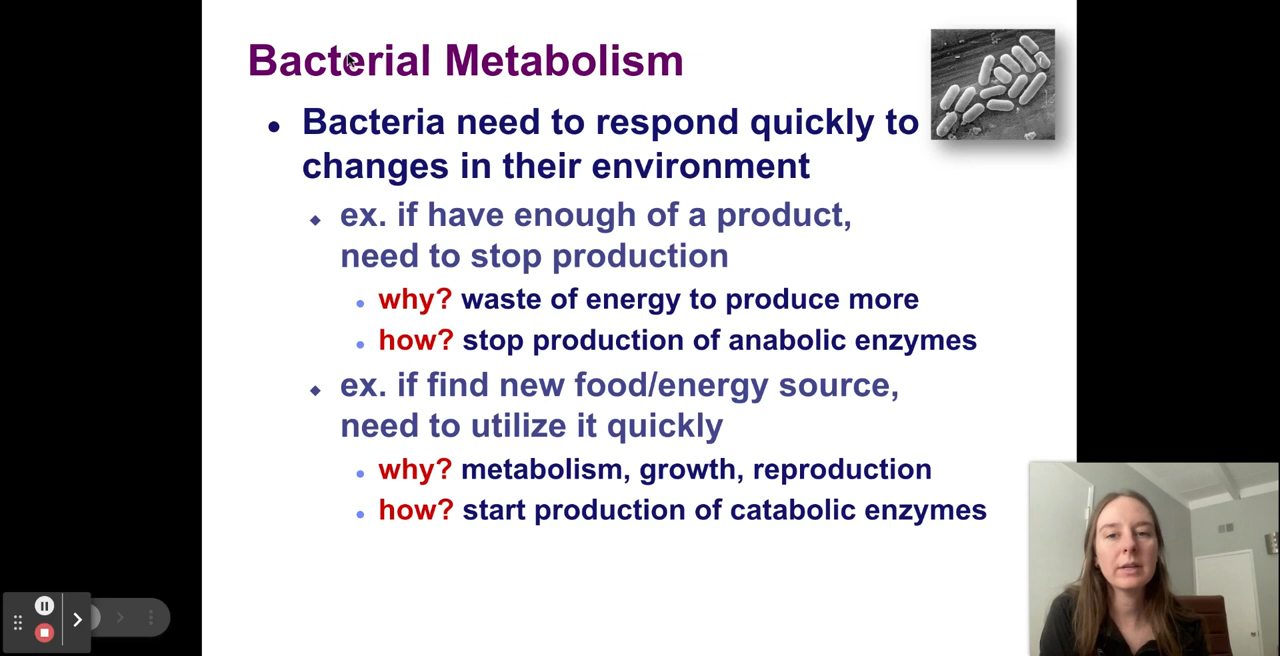 Bacterial Metabolism
Bacteria need to respond quickly to
changes in their environment
ex. if have enough of a product,
need to stop production
why? waste of energy to produce more
how? stop production of anabolic enzymes
ex. if find new food/energy source,
need to utilize it quickly
why? metabolism, growth, reproduction
how? start production of catabolic enzymes